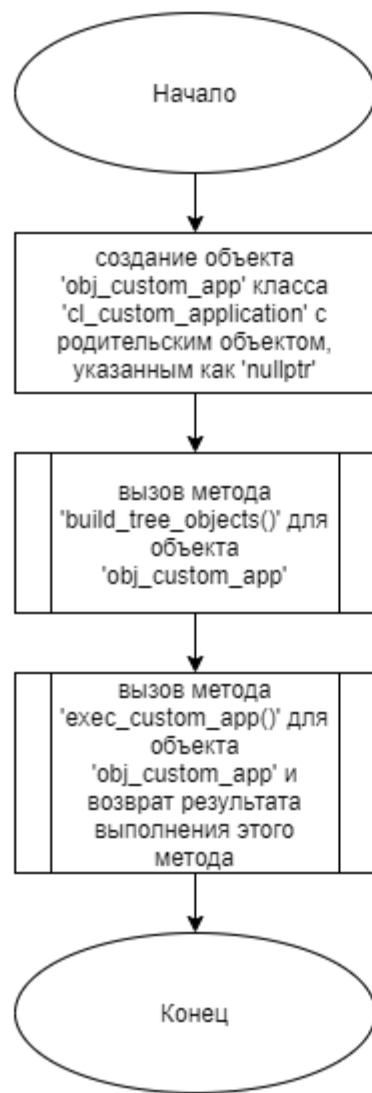 Начало
создание объекта
'obj_custom_app' класса
'cl_custom_application' с
родительским объектом,
указанным как 'nullptr'
вызов метода
'build_tree_objects()' для
объекта
'obj_custom_app'
вызов метода
'exec_custom_app()' для
объекта
'obj_custom_app' и
возврат результата
выполнения этого
метода
Конец